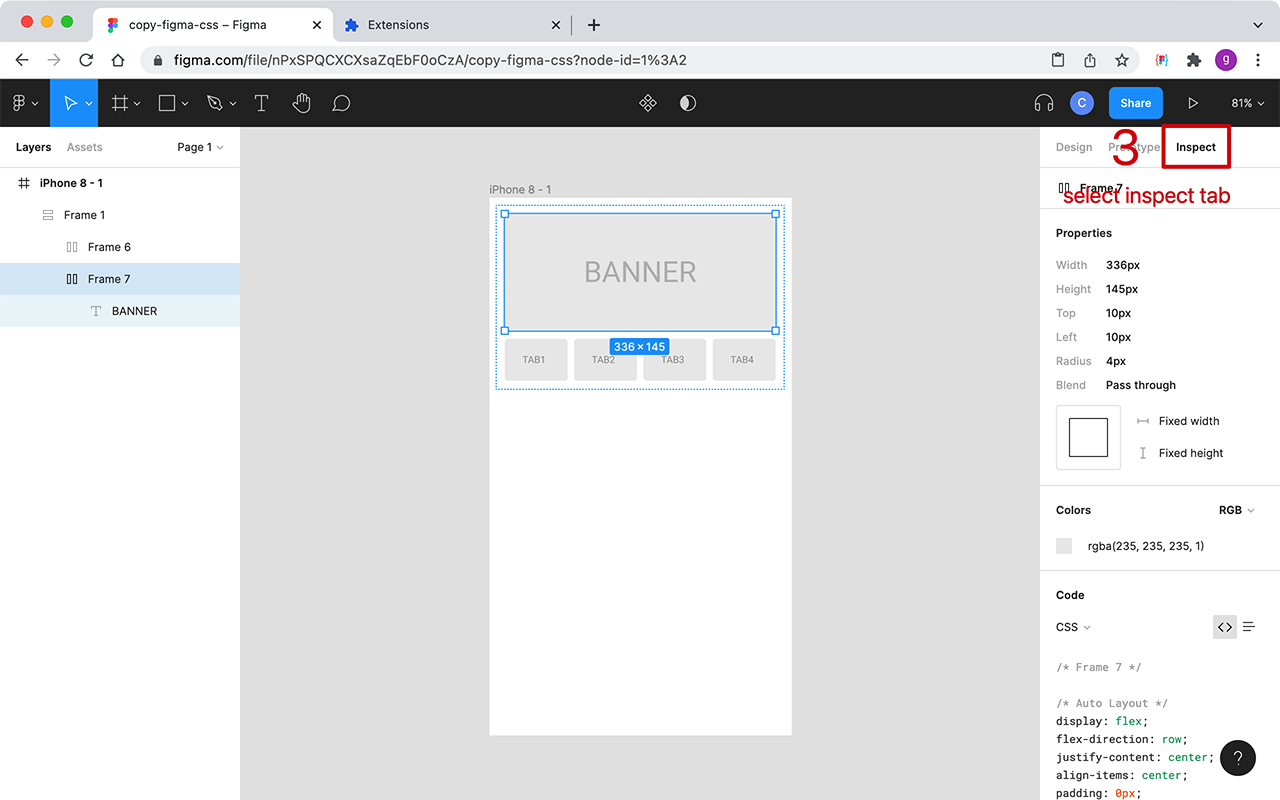 copy-figma-css – Figma
Extensions
figma.com/file/nPxSPQCXCXsaZqEbF0oCzA/copy-figma-css?node-id=1%3A2
g
C
Share
81%
Layers
Assets
Page 1
Design
Prototype
Inspect
3
iPhone 8 - 1
Frame 1
Frame 6
Frame 7
BANNER
iPhone 8 - 1
BANNER
336 × 145
TAB1
TAB2
TAB3
TAB4
Frame 7
select inspect tab
Properties
Width 336px
Height 145px
Top 10px
Left 10px
Radius 4px
Blend Pass through
Fixed width
Fixed height
Colors
RGB
rgba(235, 235, 235, 1)
Code
CSS
/* Frame 7 */
/* Auto Layout */
display: flex;
flex-direction: row;
justify-content: center;
align-items: center;
padding: 0px;
?